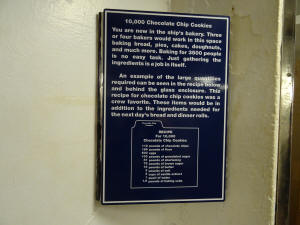 10,000 Chocolate Chip Cookies
You are now in the ship's bakery. Three
or four bakers would work in this space
baking bread, pies, cakes, doughnuts,
and much more. Baking for 3600 people
is no easy task. Just gathering the
ingredients is a job in itself.
An example of the large quantities
required can be seen in the recipe below
and behind the glass enclosure. This
recipe for chocolate chip cookies was a
crew favorite. These items would be in
addition to the ingredients needed for
the next day's bread and dinner rolls.
RECIPE
For 10,000
Chocolate Chip Cookies
pounds of chocolate chips
pounds of flour
eggs
pounds of granulated sugar
pounds of shortening
pounds of brown sugar
pounds of butter
pounds of salt
cups of vanilla extract
of water
pounds of baking soda